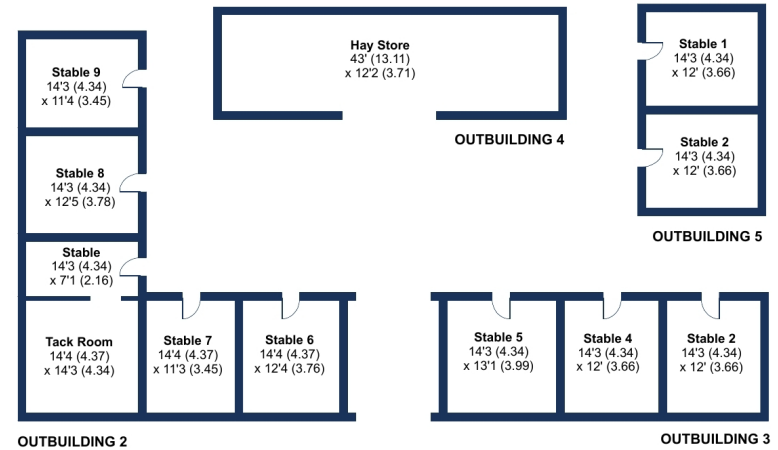 Stable 9
14'3 (4.34)
x 11'4 (3.45)
Hay Store
43' (13.11)
x 12'2 (3.71)
OUTBUILDING 4
Stable 1
14'3 (4.34)
x 12' (3.66)
Stable 2
14'3 (4.34)
x 12' (3.66)
OUTBUILDING 5
Stable 8
14'3 (4.34)
x 12'5 (3.78)
Stable
14'3 (4.34)
x 7'1 (2.16)
Tack Room
14'4 (4.37)
x 14'3 (4.34)
Stable 7
14'4 (4.37)
x 11'3 (3.45)
Stable 6
14'4 (4.37)
x 12'4 (3.76)
OUTBUILDING 2
Stable 5
14'3 (4.34)
x 13'1 (3.99)
Stable 4
14'3 (4.34)
x 12' (3.66)
Stable 2
14'3 (4.34)
x 12' (3.66)
OUTBUILDING 3